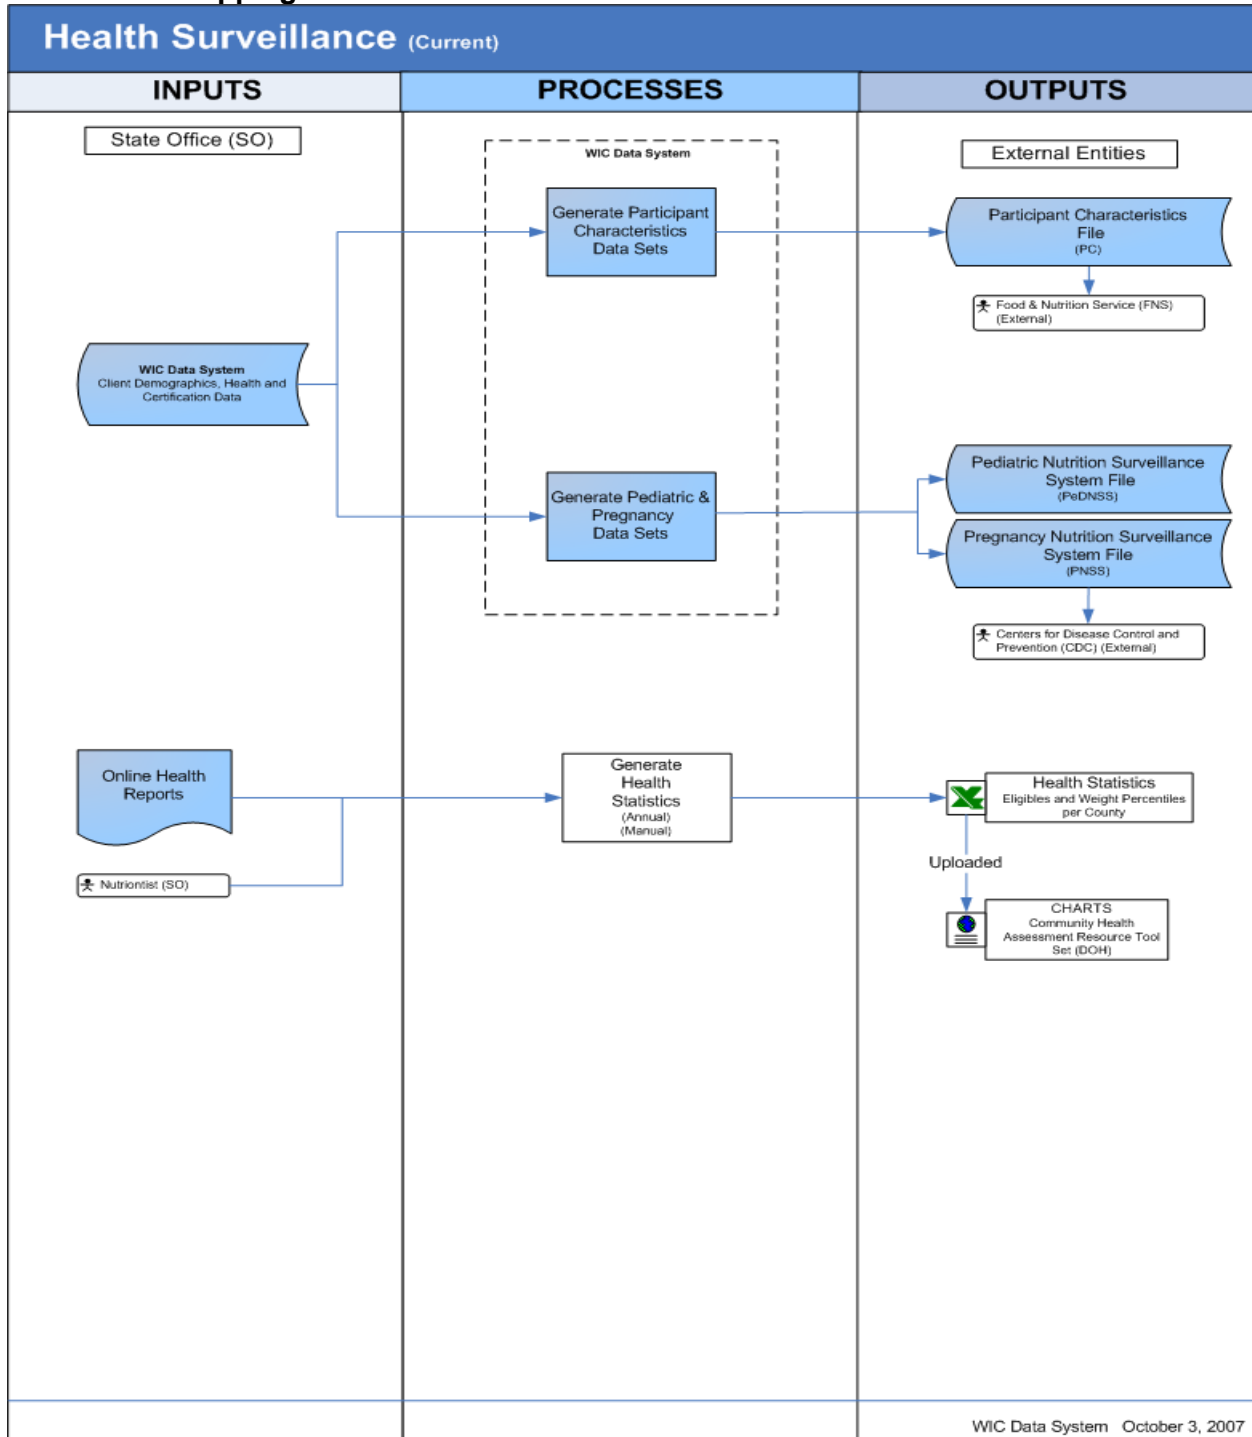 pping
Health Surveillance (Current)
INPUTS
PROCESSES
OUTPUTS
State Office (SO)
WIC Data System
Client Demographics, Health and
Certification Data
Online Health
Reports
Nutriontist (SO)
WIC Data System
Generate Participant
Characteristics
Data Sets
Generate Pediatric &
Pregnancy
Data Sets
Generate
Health
Statistics
(Annual)
(Manual)
External Entities
Participant Characteristics
File
(PC)
Food & Nutrition Service (FNS)
(External)
Pediatric Nutrition Surveillance
System File
(PeDNSS)
Pregnancy Nutrition Surveillance
System File
(PNSS)
Centers for Disease Control and
Prevention (CDC) (External)
Health Statistics
Eligibles and Weight Percentiles
per County
Uploaded
CHARTS
Community Health
Assessment Resource Tool
Set (DOH)
WIC Data System October 3, 2007